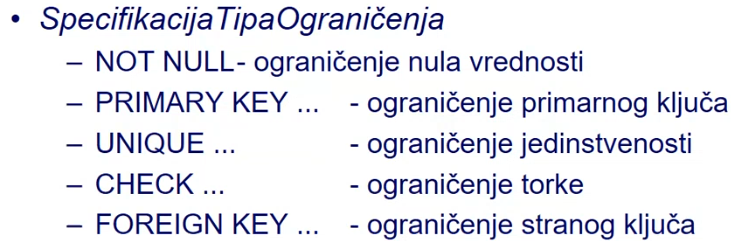 • SpecifikacijaTipaOgraničenja
– NOT NULL - ograničenje nula vrednosti
– PRIMARY KEY ... - ograničenje primarnog ključa
– UNIQUE ... - ograničenje jedinstvenosti
– CHECK ... - ograničenje torke
– FOREIGN KEY ... - ograničenje stranog ključa